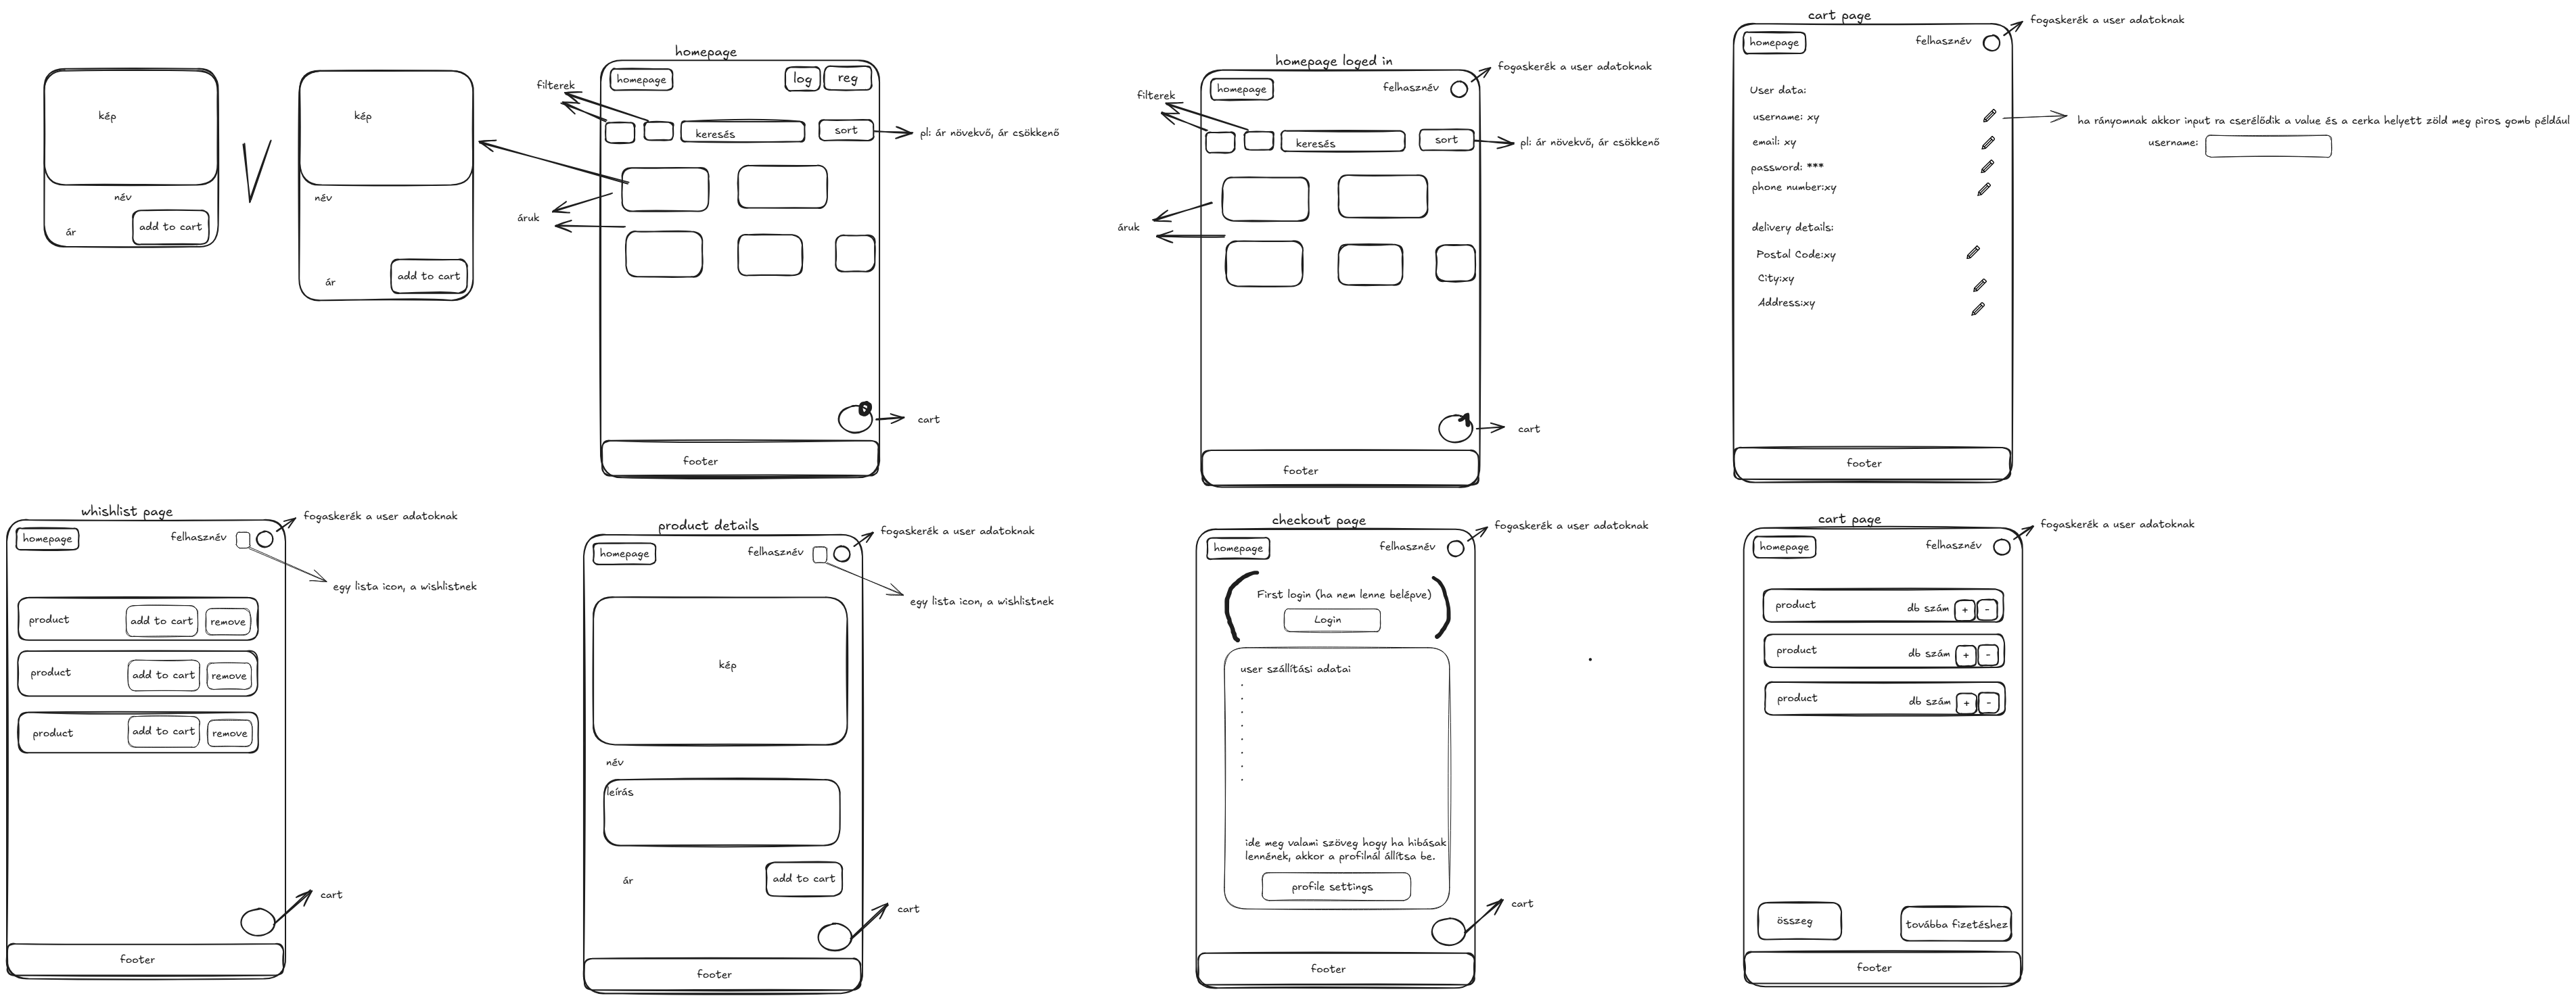 kép
név
ár
add to cart
kép
név
ár
add to cart
homepage
homepage
log
reg
filterek
keresés
sort
pl: ár növekvő, ár csökkenő
áruk
0
cart
footer
homepage loged in
homepage
felhasznév
fogaskerék a user adatoknak
filterek
keresés
sort
pl: ár növekvő, ár csökkenő
áruk
1
cart
footer
cart page
homepage
felhasznév
fogaskerék a user adatoknak
User data:
username: xy
ha rányomnak akkor input ra cserélődik a value és a cerka helyett zöld meg piros gomb például
username:
email: xy
password: ***
phone number:xy
delivery details:
Postal Code:xy
City:xy
Address:xy
footer
whishlist page
homepage
felhasznév
fogaskerék a user adatoknak
egy lista icon, a wishlistnek
product
add to cart
remove
product
add to cart
remove
product
add to cart
remove
cart
footer
product details
homepage
felhasznév
fogaskerék a user adatoknak
egy lista icon, a wishlistnek
kép
név
leírás
ár
add to cart
cart
footer
checkout page
homepage
felhasznév
fogaskerék a user adatoknak
First login (ha nem lenne belépve)
Login
user szállítási adatai
.
.
.
.
.
.
.
.
ide meg valami szöveg hogy ha hibásak
lennének, akkor a profilnál állítsa be.
profile settings
cart
footer
cart page
homepage
felhasznév
fogaskerék a user adatoknak
product
db szám
+
-
product
db szám
+
-
product
db szám
+
-
összeg
továbba fizetéshez
footer